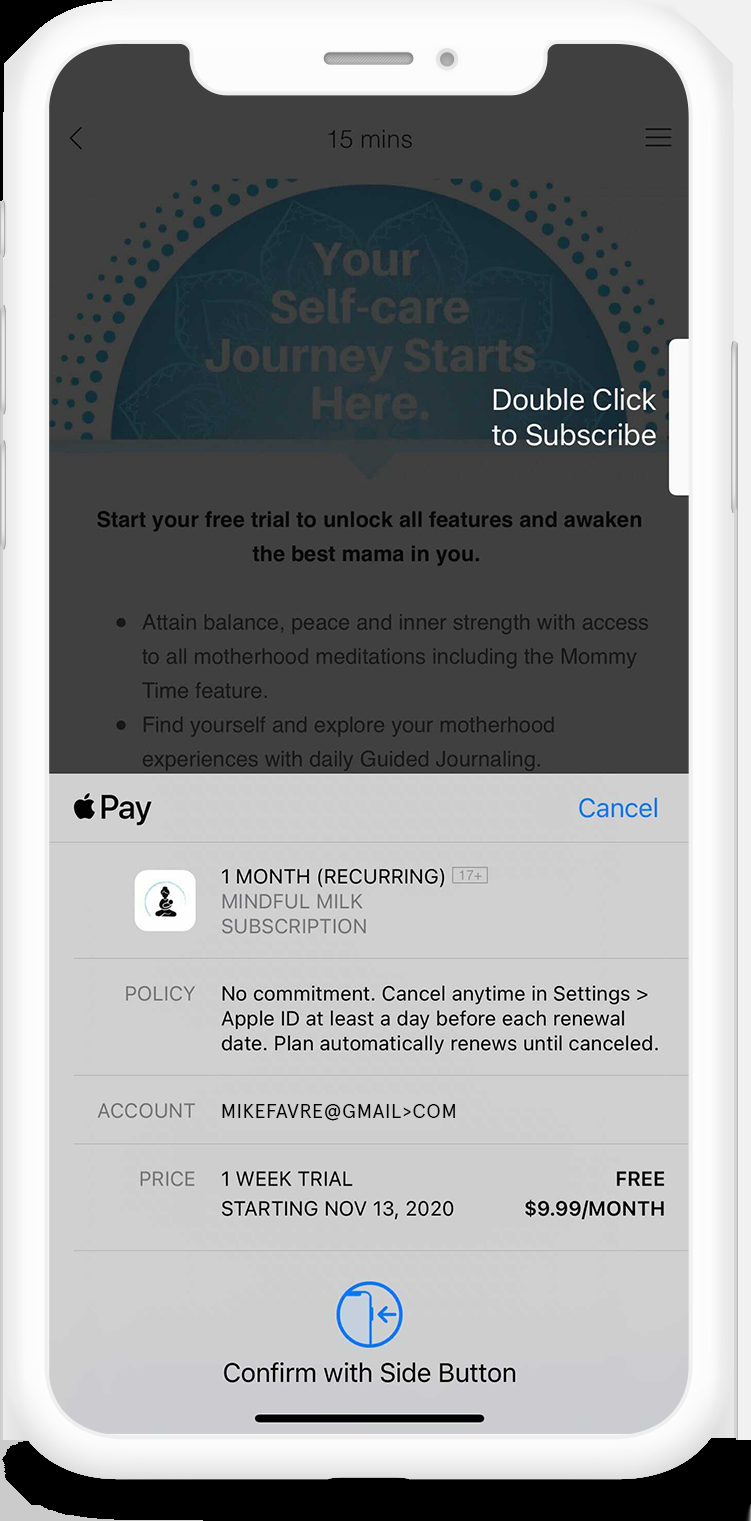 15 mins
Your
Self-care
Journey Starts
Here.
Double Click
to Subscribe
Start your free trial to unlock all features and awaken
the best mama in you.
• Attain balance, peace and inner strength with access
to all motherhood meditations including the Mommy
Time feature.
• Find yourself and explore your motherhood
experiences with daily Guided Journaling.
Pay
Cancel
1 MONTH (RECURRING) 17+
MINDFUL MILK
SUBSCRIPTION
POLICY No commitment. Cancel anytime in Settings >
Apple ID at least a day before each renewal
date. Plan automatically renews until canceled.
ACCOUNT MIKEFAVRE@GMAIL>COM
PRICE 1 WEEK TRIAL FREE
STARTING NOV 13, 2020 $9.99/MONTH
Confirm with Side Button